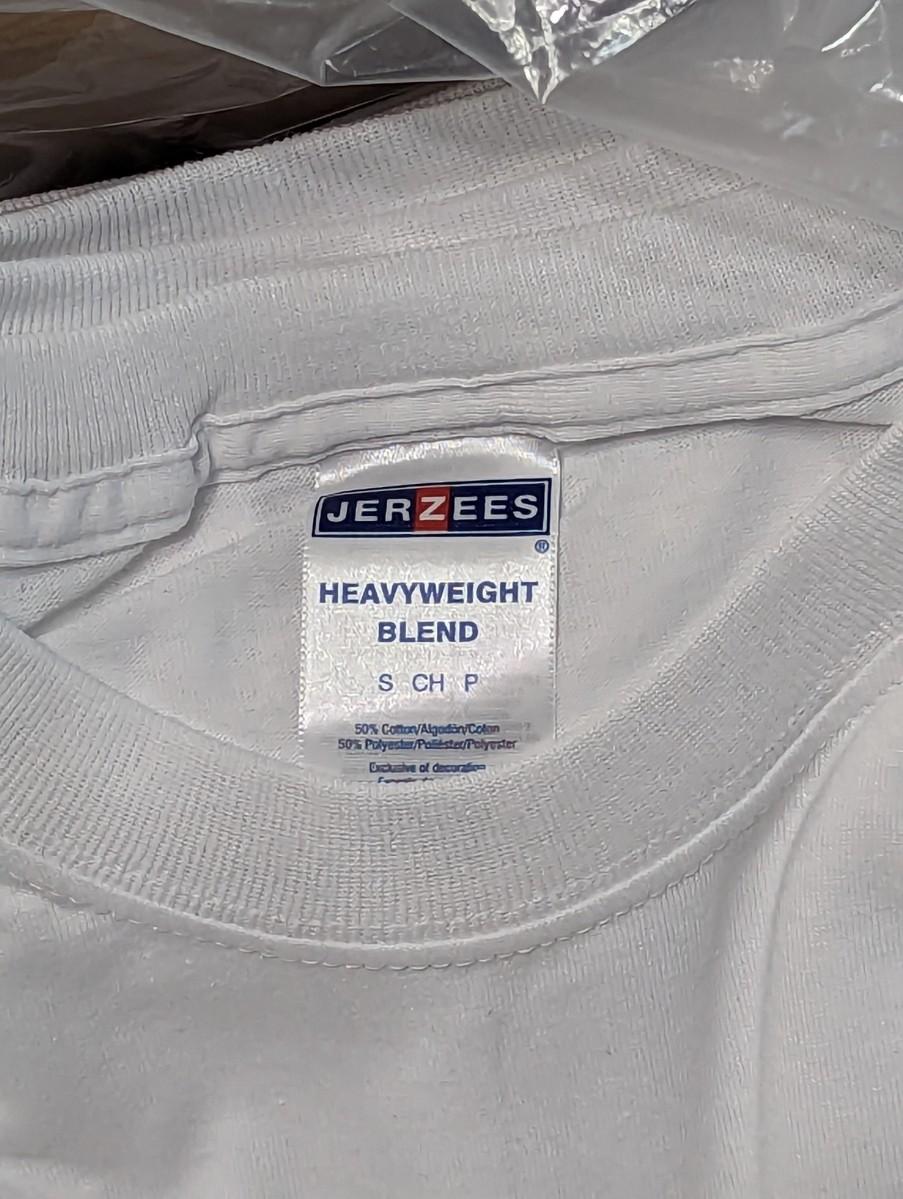 JERZEES
®
HEAVYWEIGHT
BLEND
S CH P
50% Cotton/Algodón/Coton
50% Polyester/Poliéster/Polyester
Exclusive of decoration